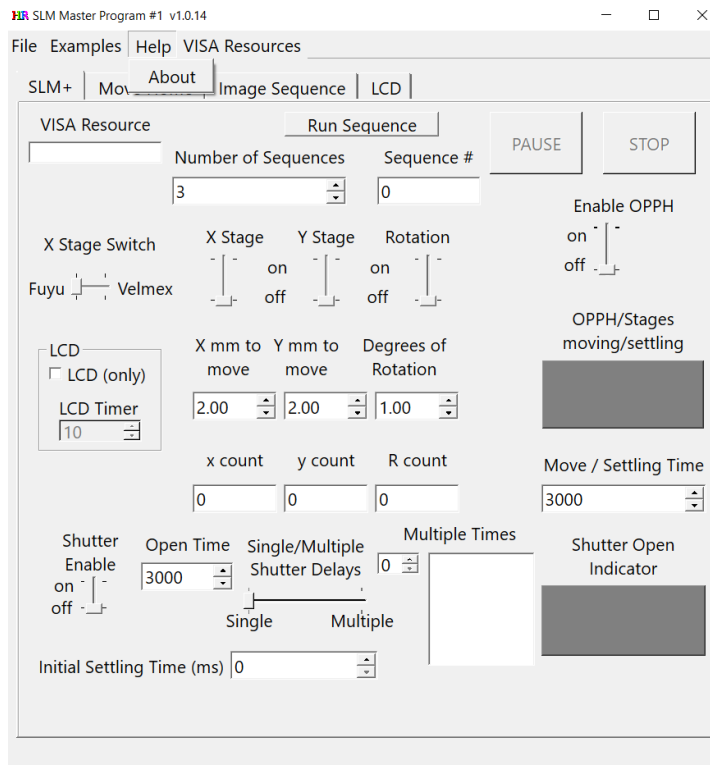 HR SLM Master Program #1 v1.0.14
File Examples Help VISA Resources
About
SLM+ Image Sequence LCD
VISA Resource
Run Sequence
PAUSE
STOP
Number of Sequences
Sequence #
3
0
Enable OPPH
on
off
X Stage Switch
Fuyu
Velmex
X Stage Y Stage Rotation
on on
off off
OPPH/Stages
moving/settling
LCD
LCD (only)
LCD Timer
10
X mm to
move
Y mm to
move
Degrees of
Rotation
2.00 2.00 1.00
x count y count R count
0 0 0
Move / Settling Time
3000
Shutter
Enable
on
off
Open Time
3000
Single/Multiple
Shutter Delays
Single Multiple
Multiple Times
0
Shutter Open
Indicator
Initial Settling Time (ms) 0